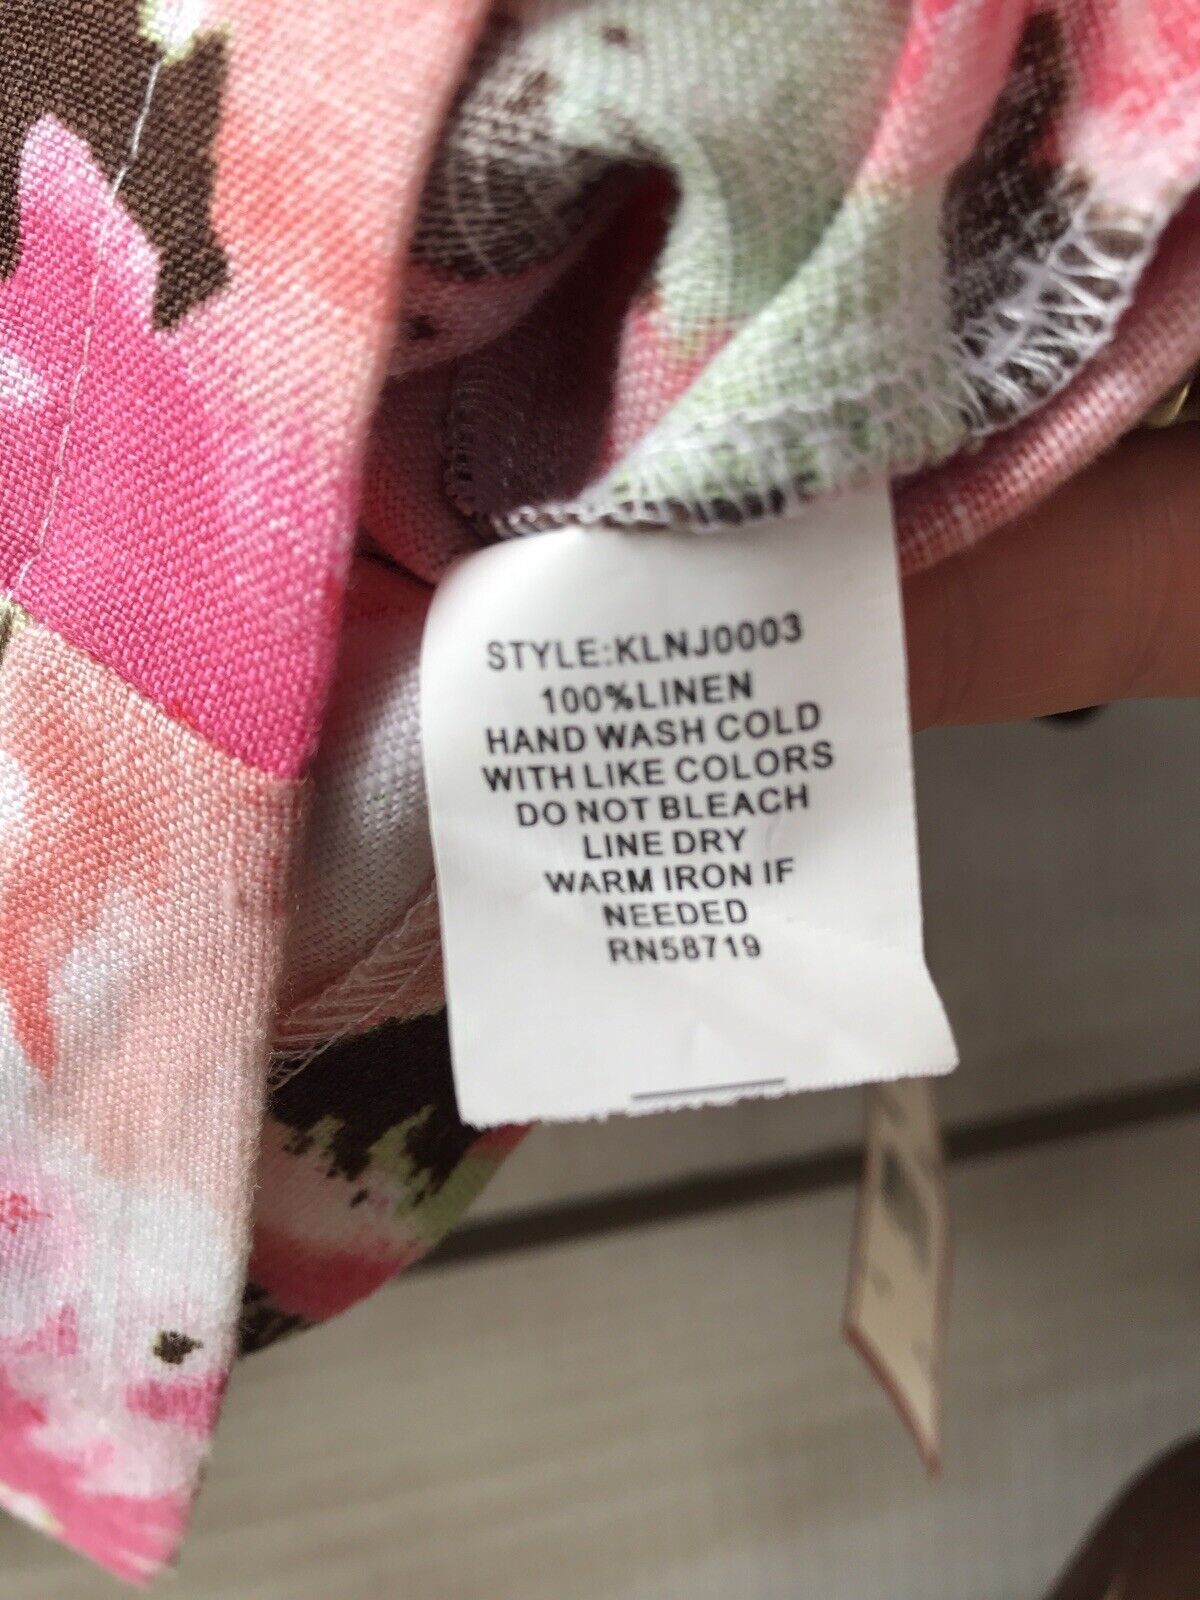 STYLE:KLNJ0003
100%LINEN
HAND WASH COLD
WITH LIKE COLORS
DO NOT BLEACH
LINE DRY
WARM IRON IF
NEEDED
RN58719